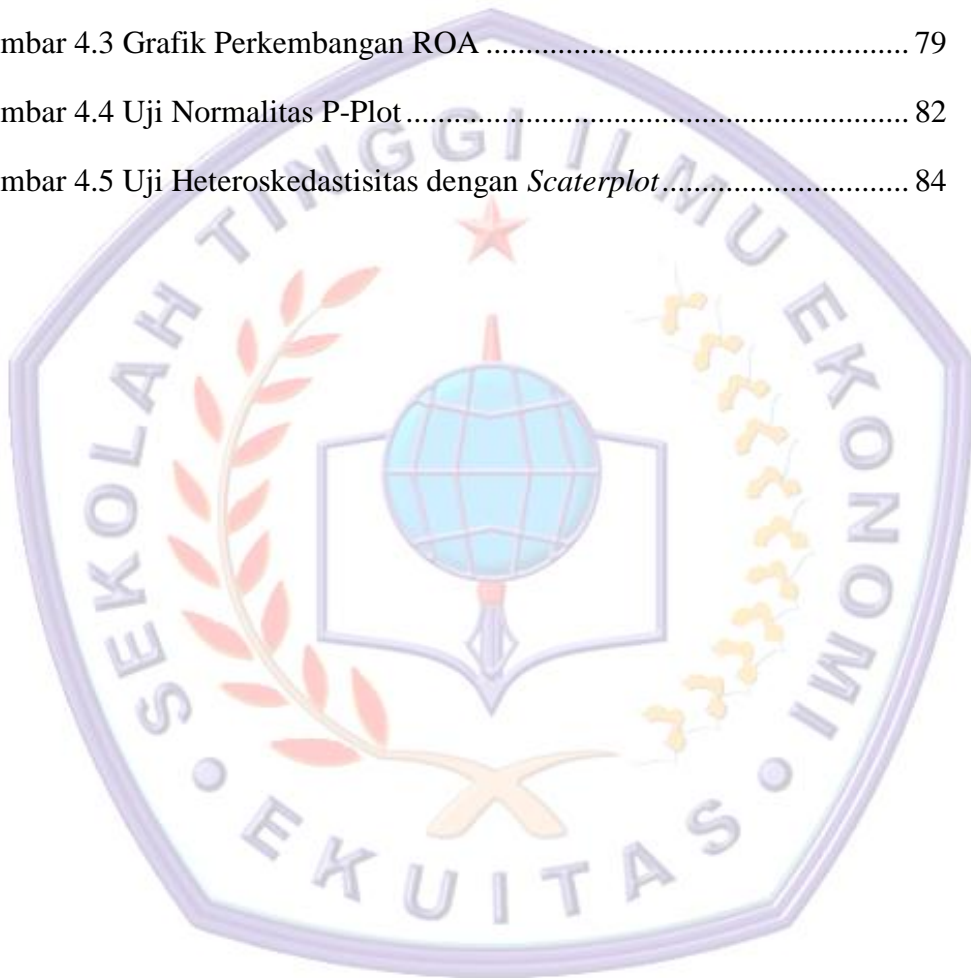 mbar 4.3 Grafik Perkembangan ROA ................................................................ 79
mbar 4.4 Uji Normalitas P-Plot ............................................................................ 82
mbar 4.5 Uji Heteroskedastisitas dengan Scaterplot ............................ 84
SEKOLAH TINGGI ILMU EKONOMI
• EKUITAS •